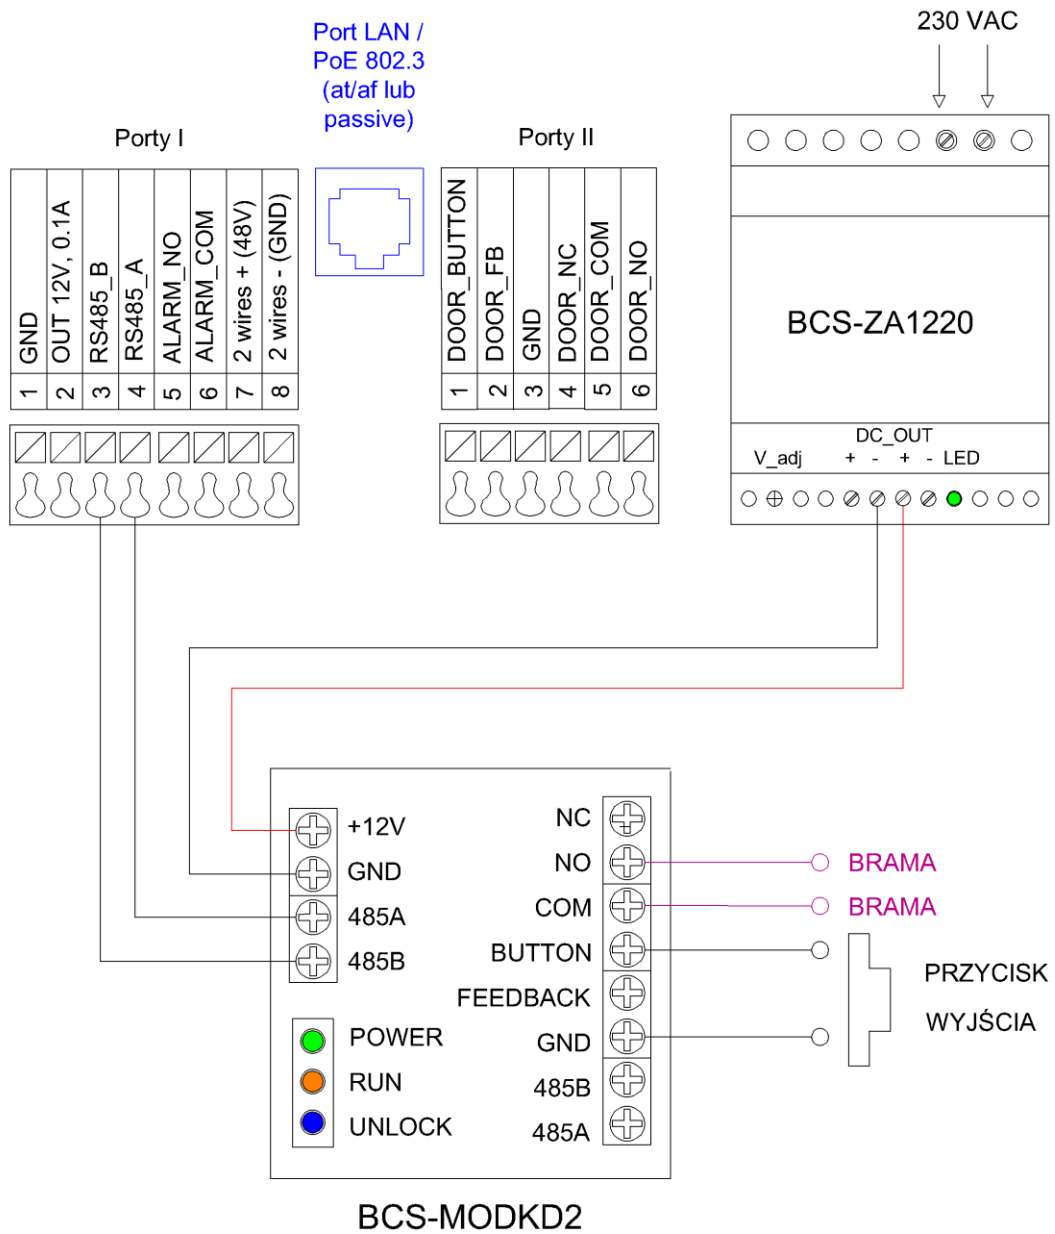 Port LAN /
PoE 802.3
(at/af lub
passive)
230 VAC
Porty I
Porty II
GND
OUT 12V, 0.1A
RS485_B
RS485_A
ALARM_NO
ALARM_COM
2 wires + (48V)
2 wires - (GND)
1
2
3
4
5
6
7
8
DOOR_BUTTON
DOOR_FB
GND
DOOR_NC
DOOR_COM
DOOR_NO
1
2
3
4
5
6
BCS-ZA1220
DC_OUT
V_adj + - + - LED
+12V
GND
485A
485B
POWER
RUN
UNLOCK
NC
NO
COM
BUTTON
FEEDBACK
GND
485B
485A
BRAMA
BRAMA
PRZYCISK
WYJŚCIA
BCS-MODKD2